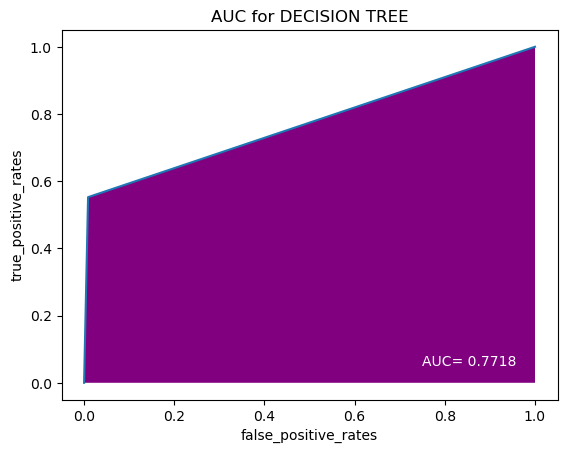 AUC for DECISION TREE
1.0
0.8
0.6
0.4
0.2
0.0
true_positive_rates
AUC= 0.7718
0.0 0.2 0.4 0.6 0.8 1.0
false_positive_rates